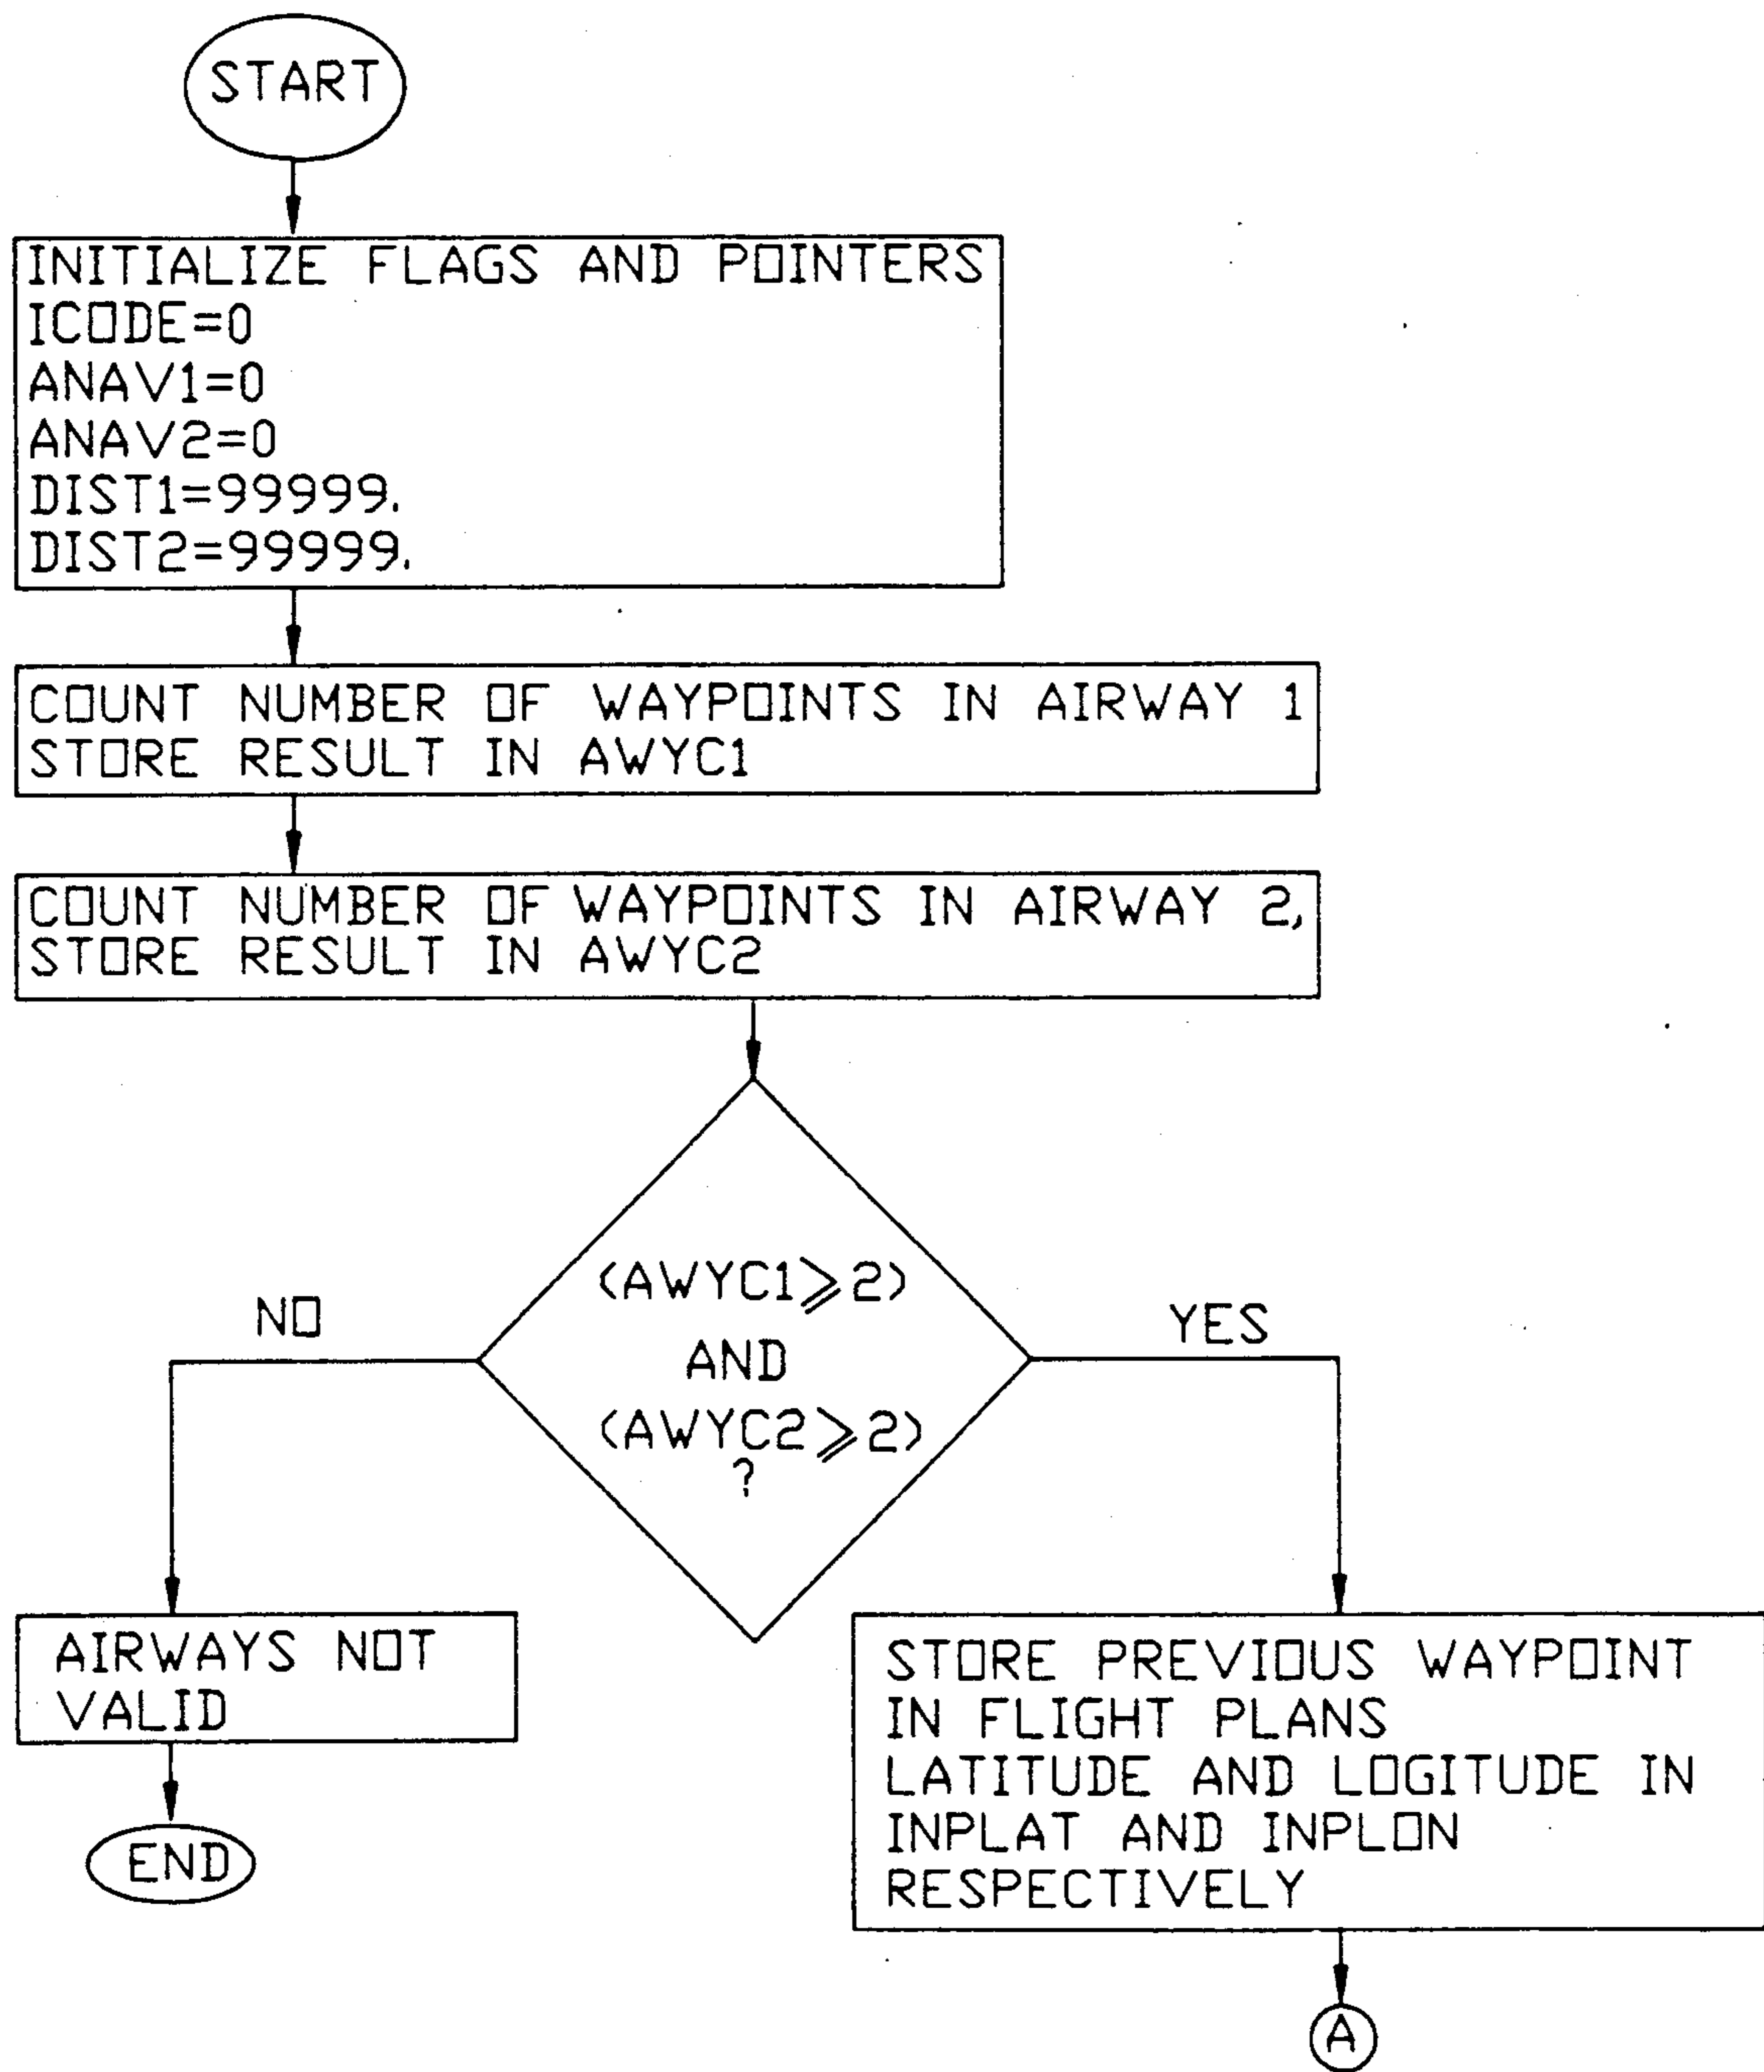 START
INITIALIZE FLAGS AND POINTERS
ICODE=0
ANAV1=0
ANAV2=0
DIST1=99999.
DIST2=99999.
COUNT NUMBER OF WAYPOINTS IN AIRWAY 1
STORE RESULT IN AWYC1
COUNT NUMBER OF WAYPOINTS IN AIRWAY 2,
STORE RESULT IN AWYC2
(AWYC1⩾2)
AND
(AWYC2⩾2)
?
NO
YES
AIRWAYS NOT
VALID
END
STORE PREVIOUS WAYPOINT
IN FLIGHT PLANS
LATITUDE AND LOGITUDE IN
INPLAT AND INPLON
RESPECTIVELY
A